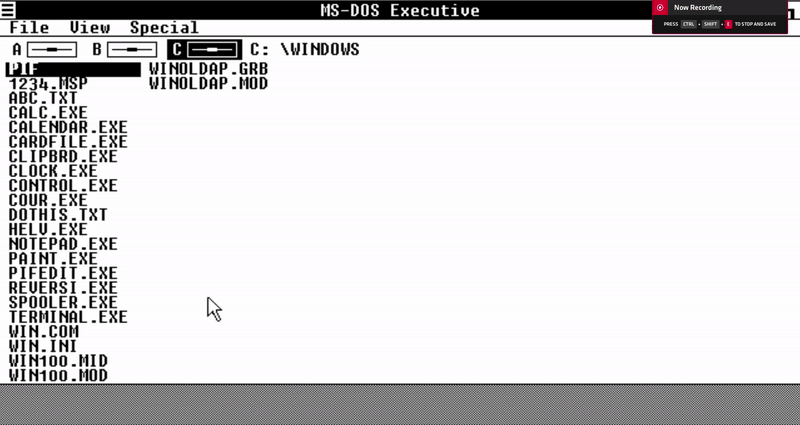 MS-DOS Executive
Now Recording
PRESS CTRL + SHIFT + E TO STOP AND SAVE
File View Special
A B C C: \WINDOWS
PIF WINOLDAP.GRB
1234.MSP WINOLDAP.MOD
ABC.TXT
CALC.EXE
CALENDAR.EXE
CARDFILE.EXE
CLIPBRD.EXE
CLOCK.EXE
CONTROL.EXE
COUR.EXE
DOTHIS.TXT
HELV.EXE
NOTEPAD.EXE
PAINT.EXE
PIFEDIT.EXE
REVERSI.EXE
SPOOLER.EXE
TERMINAL.EXE
WIN.COM
WIN.INI
WIN100.MID
WIN100.MOD